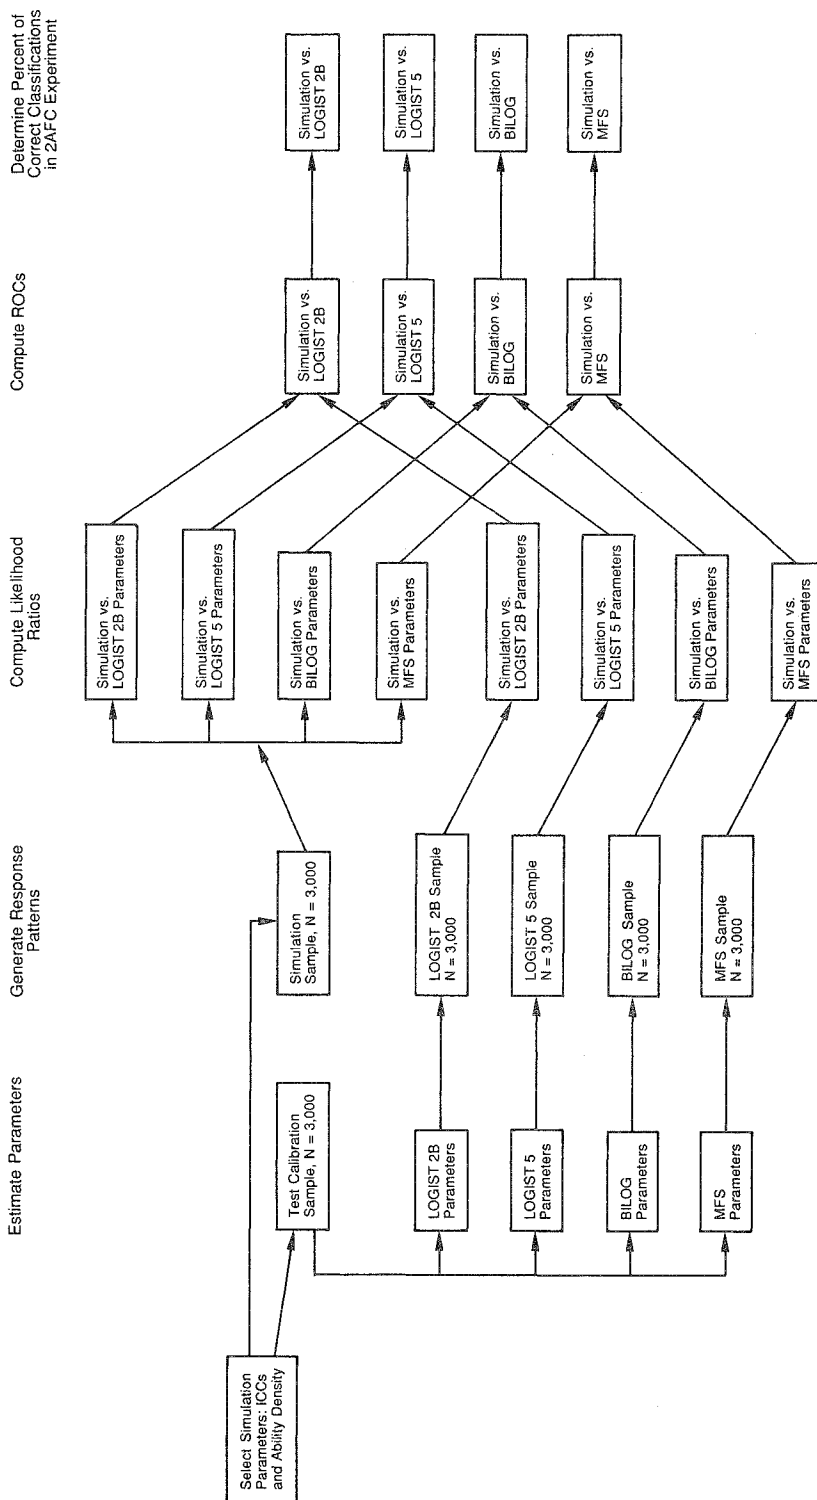 Estimate Parameters
Generate Response
Patterns
Compute Likelihood
Ratios
Compute ROCs
Determine Percent of
Correct Classifications
in 2AFC Experiment
Select Simulation
Parameters: ICCs
and Ability Density
Test Calibration
Sample, N = 3,000
LOGIST 2B
Parameters
LOGIST 5
Parameters
BILOG
Parameters
MFS
Parameters
Simulation
Sample, N = 3,000
LOGIST 2B Sample
N = 3,000
LOGIST 5 Sample
N = 3,000
BILOG Sample
N = 3,000
MFS Sample
N = 3,000
Simulation vs.
LOGIST 2B Parameters
Simulation vs.
LOGIST 5 Parameters
Simulation vs.
BILOG Parameters
Simulation vs.
MFS Parameters
Simulation vs.
LOGIST 2B Parameters
Simulation vs.
LOGIST 5 Parameters
Simulation vs.
BILOG Parameters
Simulation vs.
MFS Parameters
Simulation vs.
LOGIST 2B
Simulation vs.
LOGIST 5
Simulation vs.
BILOG
Simulation vs.
MFS
Simulation vs.
LOGIST 2B
Simulation vs.
LOGIST 5
Simulation vs.
BILOG
Simulation vs.
MFS